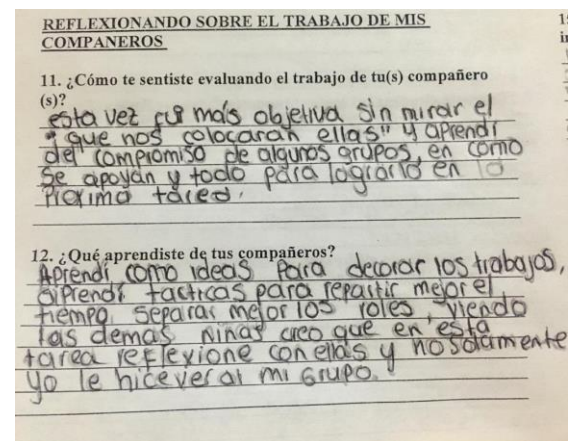 REFLEXIONANDO SOBRE EL TRABAJO DE MIS
COMPAÑEROS
11. ¿Cómo te sentiste evaluando el trabajo de tu(s) compañero
(s)?
esta vez fui más objetiva sin mirar el
"¿que nos colocaran ellas" y aprendi
del compromiso de algunos grupos, en como
se apoyan y todo para lograrlo en la
proxima tarea.
12. ¿Qué aprendiste de tus compañeros?
Aprendí como ideas para decorar los trabajos,
aprendi tacticas para repartir mejor el
tiempo, separar mejor los roles, viendo
las demas niñas creo que en esta
tarea reflexione con ellas y no solamente
yo le hice ver a mi grupo.
1
i